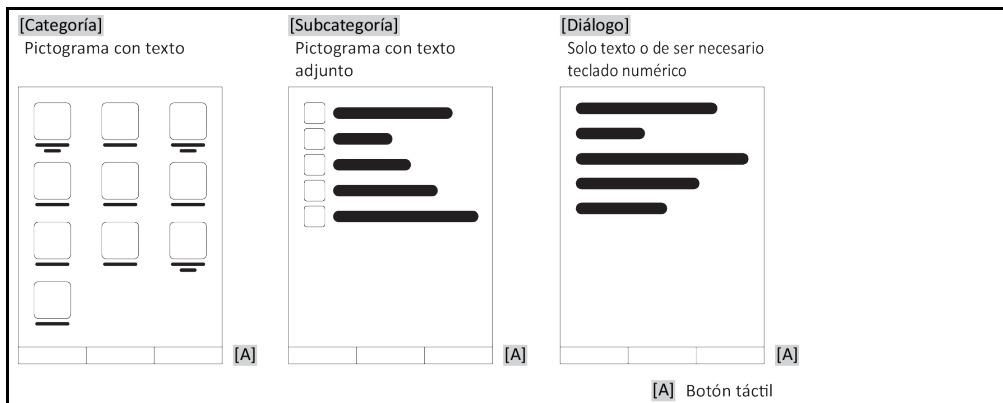 [Categoría]
Pictograma con texto
[Subcategoría]
Pictograma con texto
adjunto
[Diálogo]
Solo texto o de ser necesario
teclado numérico
[A]
[A]
[A]
[A] Botón táctil